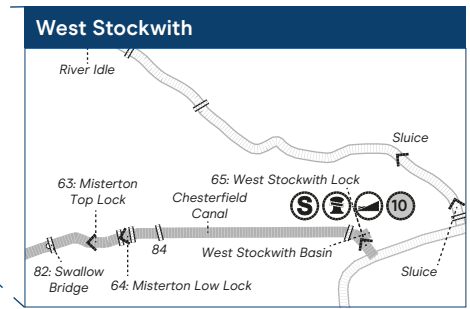 West Stockwith
River Idle
Sluice
63: Misterton
Top Lock
65: West Stockwith Lock
Chesterfield
Canal
S
10
84
West Stockwith Basin
82: Swallow
Bridge
64: Misterton Low Lock
Sluice